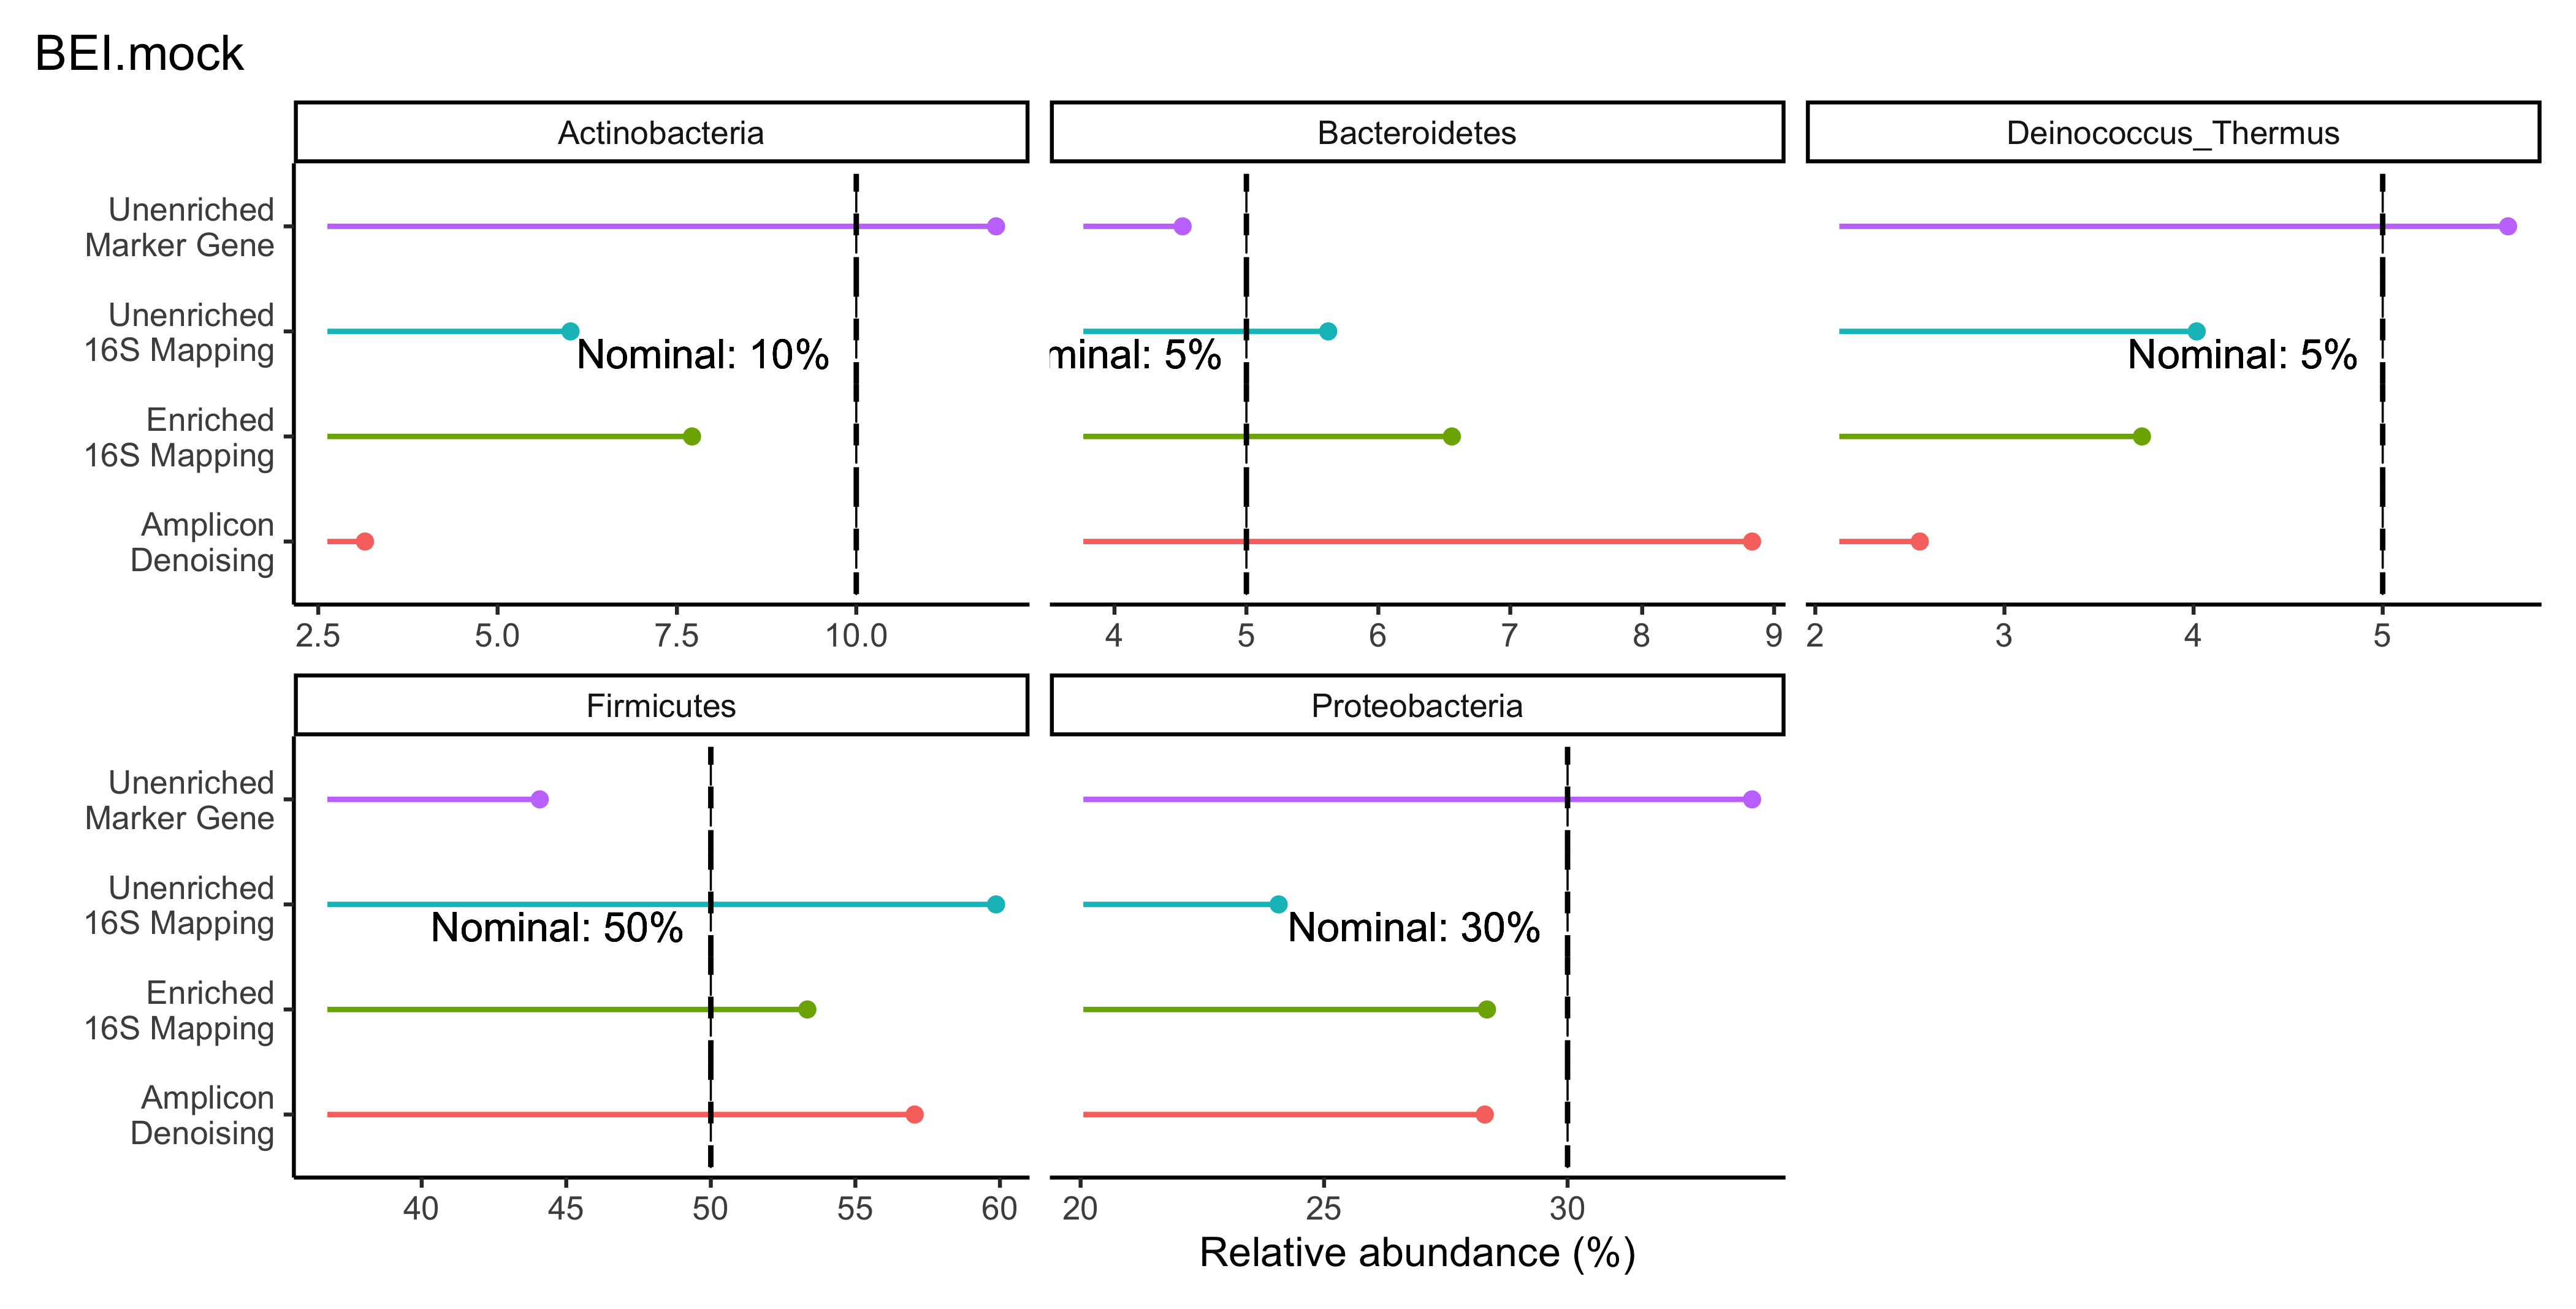 BEI.mock
Actinobacteria
Bacteroidetes
Deinococcus_Thermus
Unenriched
Marker Gene
Unenriched
16S Mapping
Enriched
16S Mapping
Amplicon
Denoising
Nominal: 10%
minal: 5%
Nominal: 5%
2.5 5.0 7.5 10.0
4 5 6 7 8 9
2 3 4 5
Firmicutes
Proteobacteria
Unenriched
Marker Gene
Unenriched
16S Mapping
Enriched
16S Mapping
Amplicon
Denoising
Nominal: 50%
Nominal: 30%
40 45 50 55 60
20 25 30
Relative abundance (%)